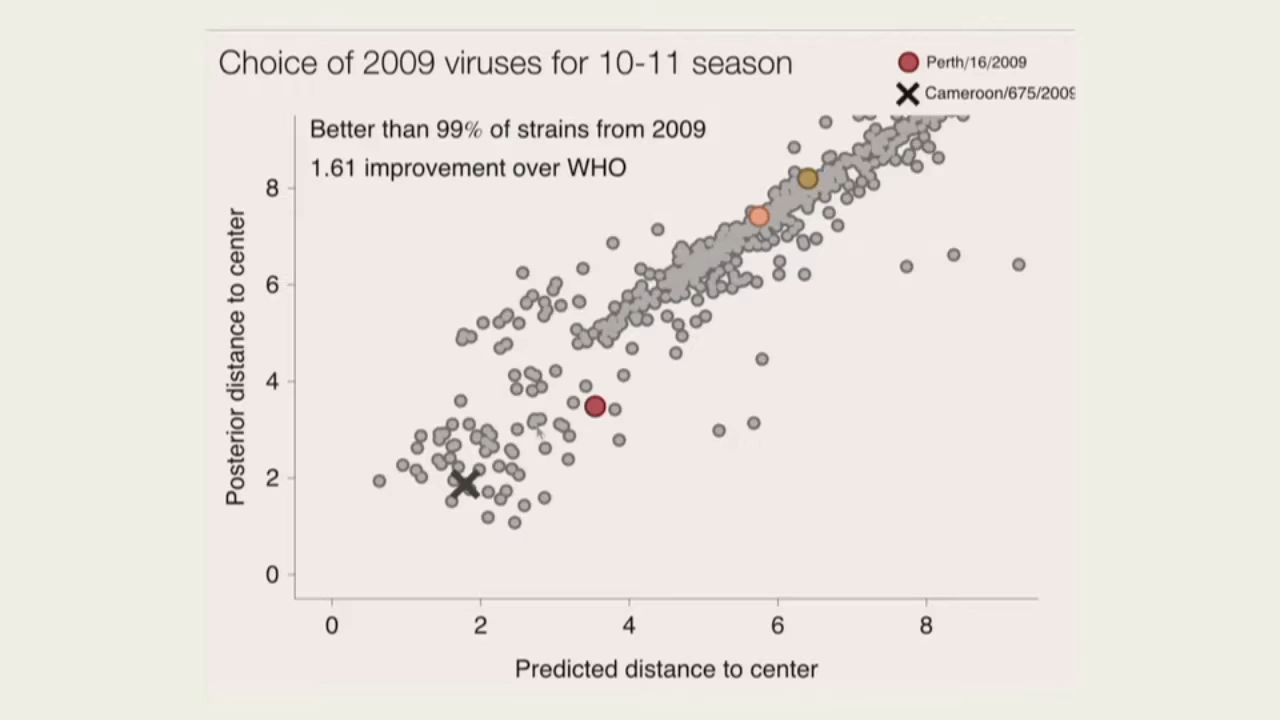 Choice of 2009 viruses for 10-11 season
Perth/16/2009
Cameroon/675/2009
Better than 99% of strains from 2009
1.61 improvement over WHO
Posterior distance to center
8
6
4
2
0
0 2 4 6 8
Predicted distance to center